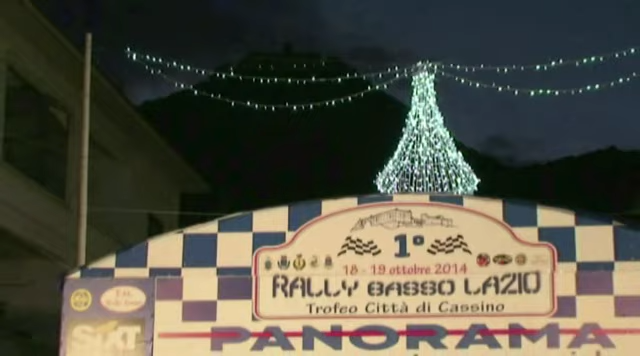 1°
18 - 19 ottobre 2014
RALLY BASSO LAZIO
Trofeo Città di Cassino
SiXT
PANORAMA